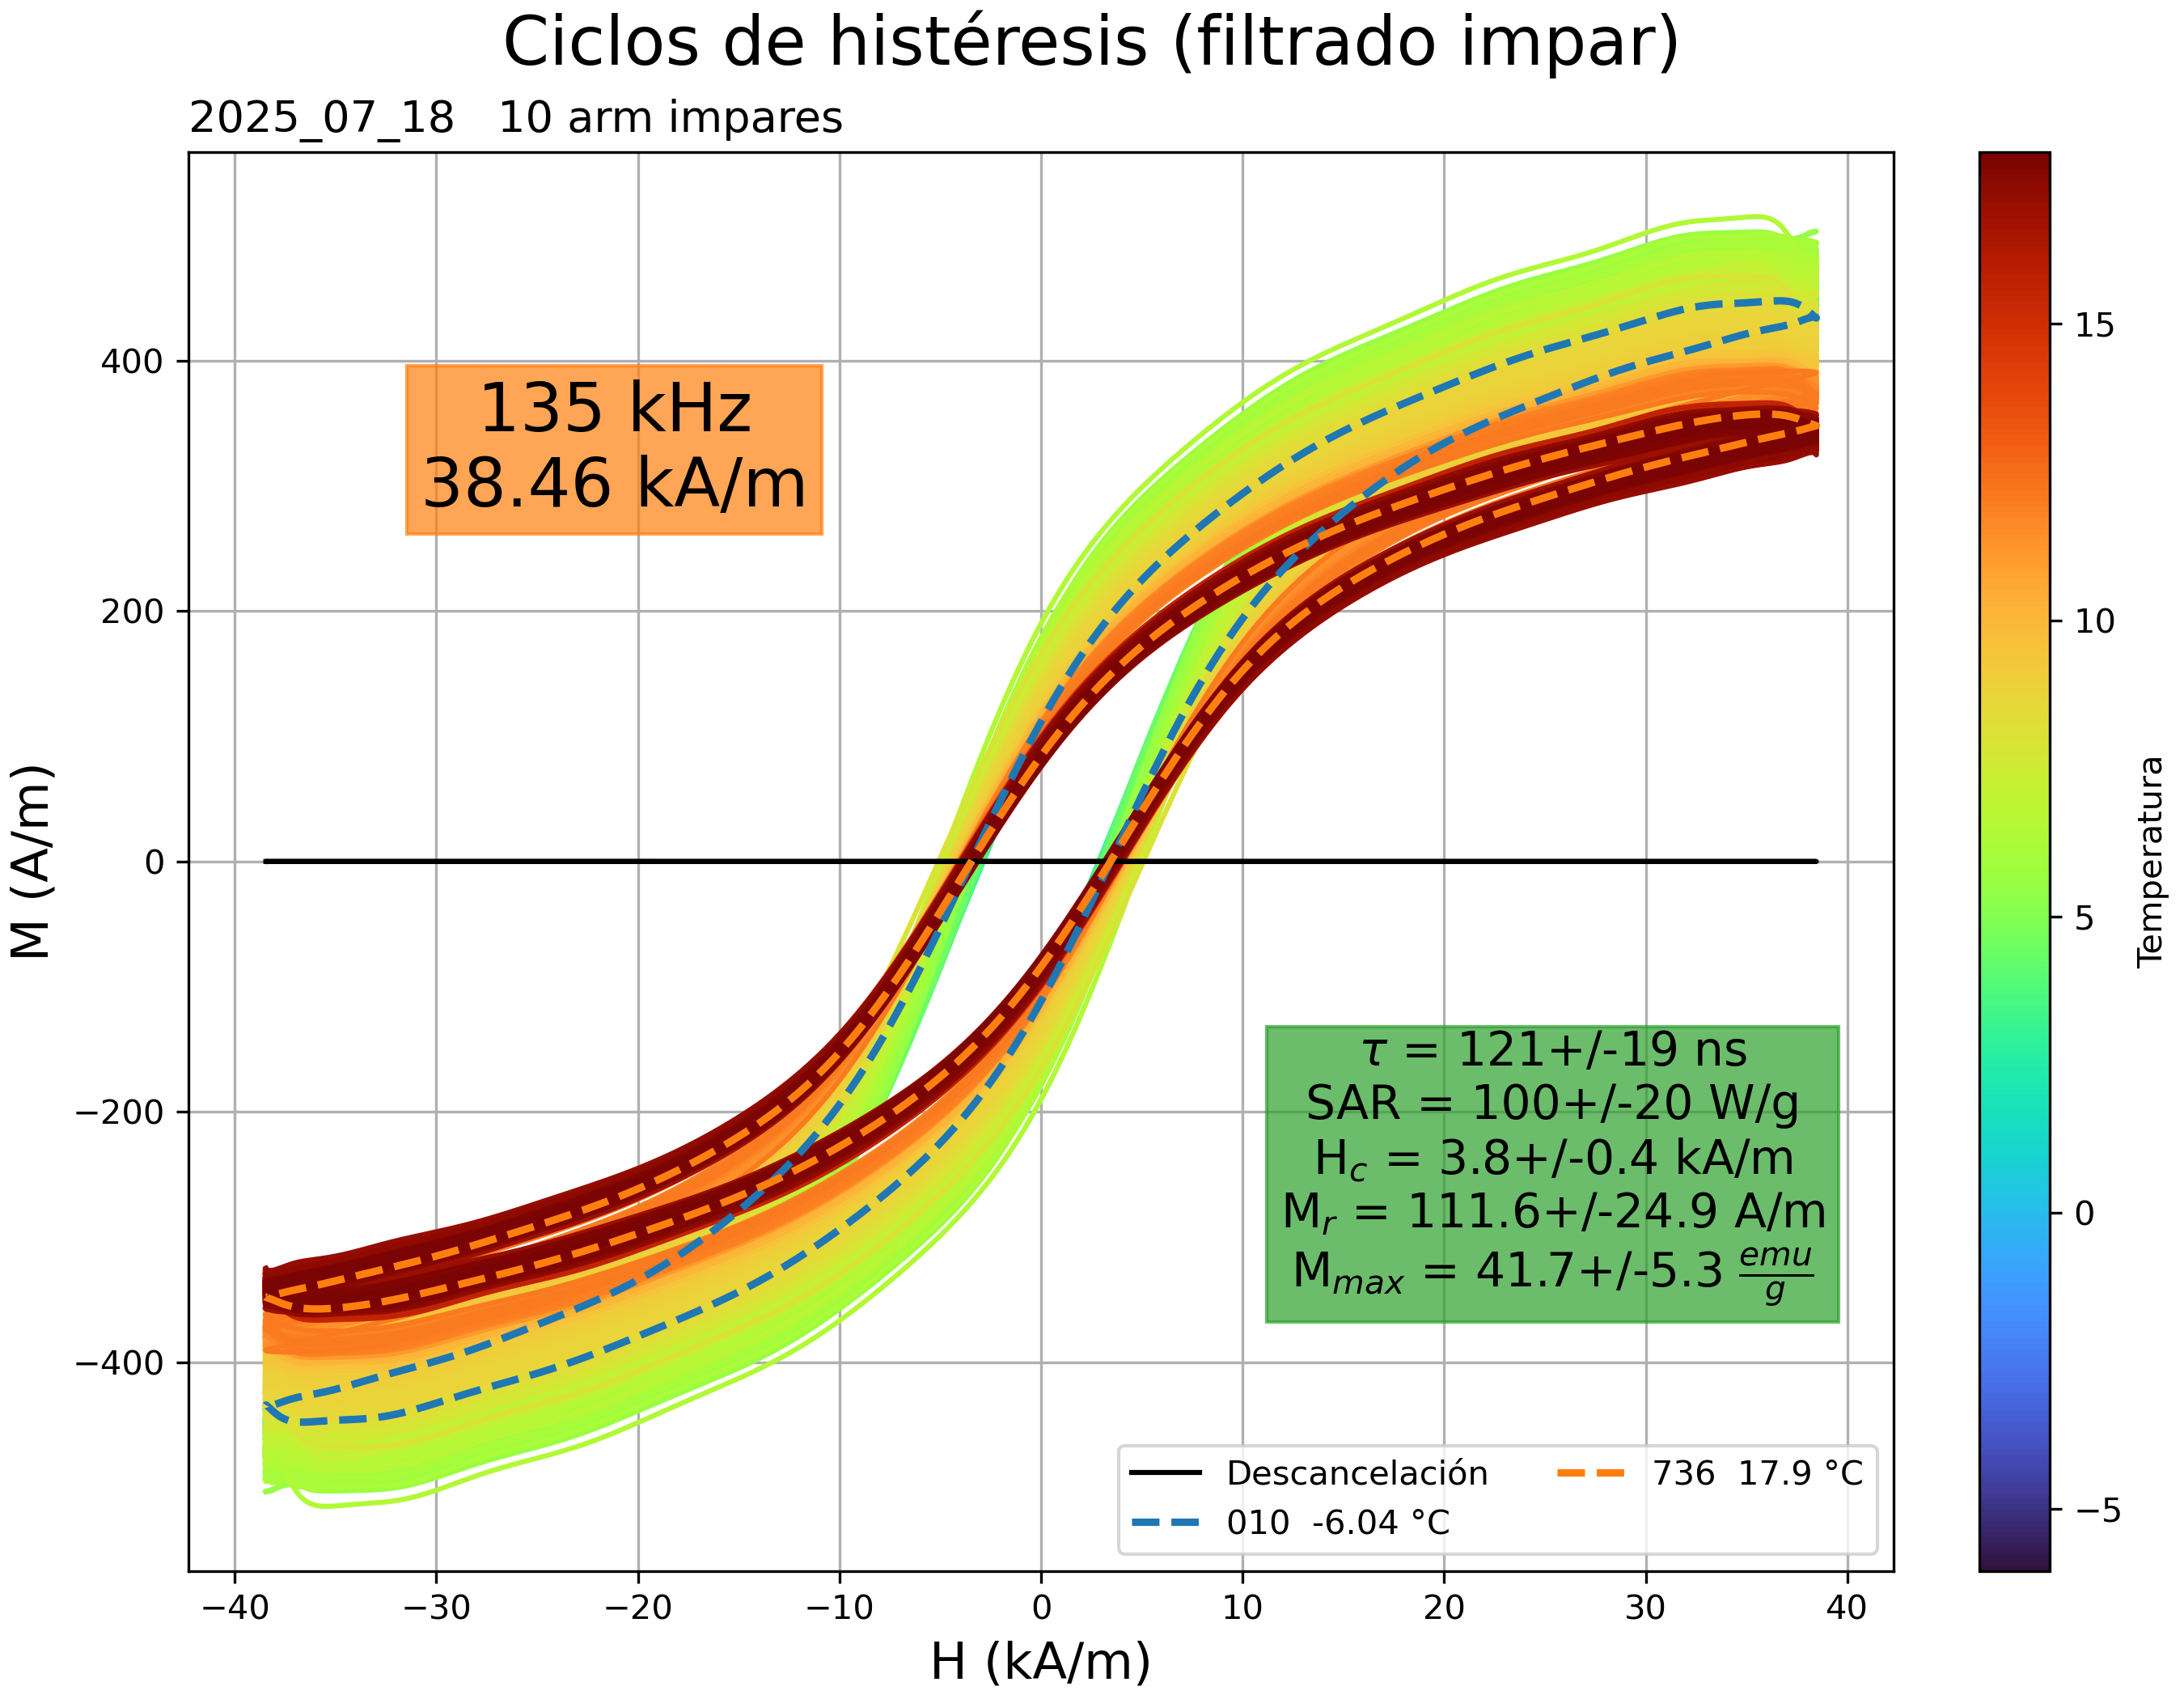 Ciclos de histéresis (filtrado impar)
2025_07_18   10 arm impares
135 kHz
38.46 kA/m
400
200
0
−200
−400
M (A/m)
τ = 121+/-19 ns
SAR = 100+/-20 W/g
H_c = 3.8+/-0.4 kA/m
M_r = 111.6+/-24.9 A/m
M_max = 41.7+/-5.3 emu/g
Descancelación
010  -6.04 °C
736  17.9 °C
−40 −30 −20 −10 0 10 20 30 40
H (kA/m)
15
10
5
0
−5
Temperatura